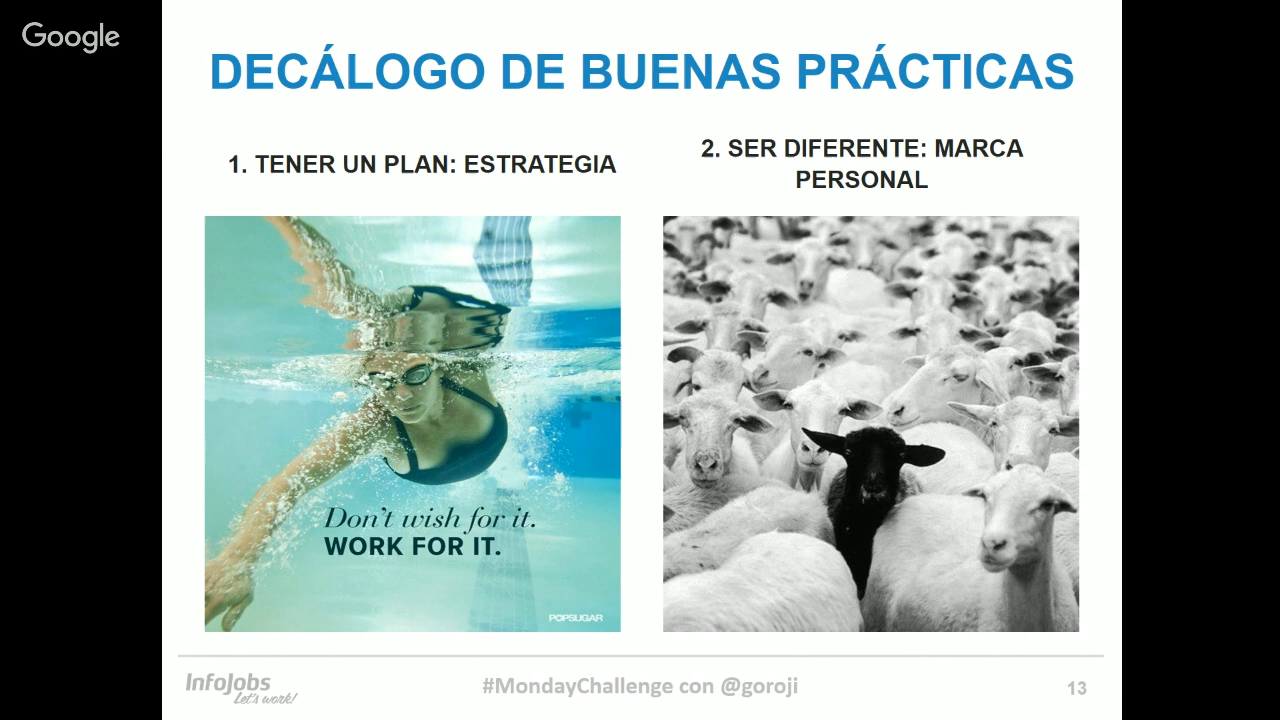 Google
DECÁLOGO DE BUENAS PRÁCTICAS
1. TENER UN PLAN: ESTRATEGIA
2. SER DIFERENTE: MARCA
PERSONAL
Don't wish for it.
WORK FOR IT.
POPSUGAR
InfoJobs
Let's work!
#MondayChallenge con @goroji
13